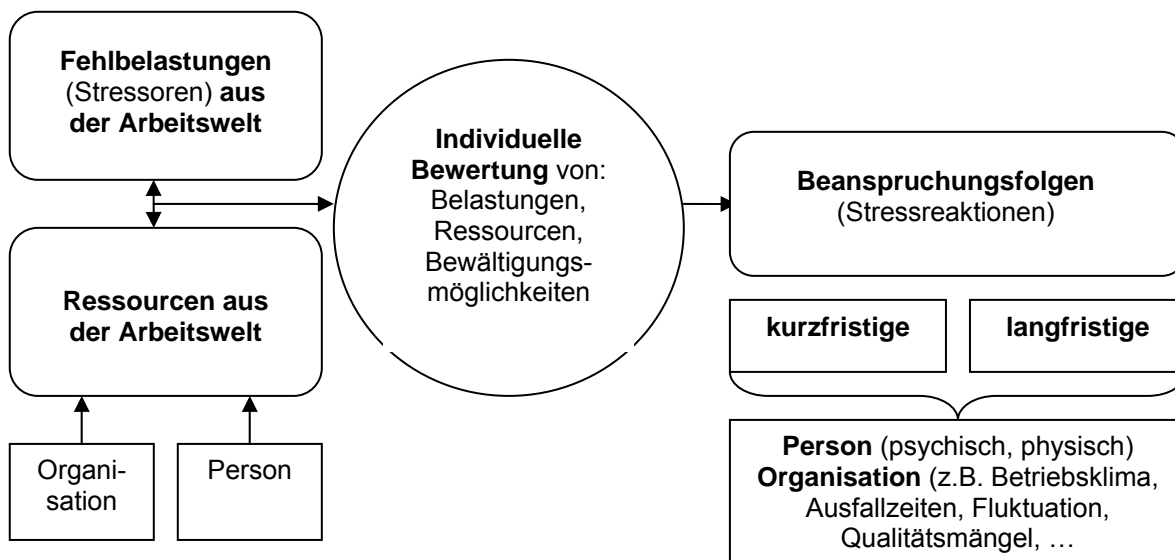 Fehlbelastungen
(Stressoren) aus
der Arbeitswelt
Ressourcen aus
der Arbeitswelt
Organi-
sation
Person
Individuelle
Bewertung von:
Belastungen,
Ressourcen,
Bewältigungs-
möglichkeiten
Beanspruchungsfolgen
(Stressreaktionen)
kurzfristige
langfristige
Person (psychisch, physisch)
Organisation (z.B. Betriebsklima,
Ausfallzeiten, Fluktuation,
Qualitätsmängel, …